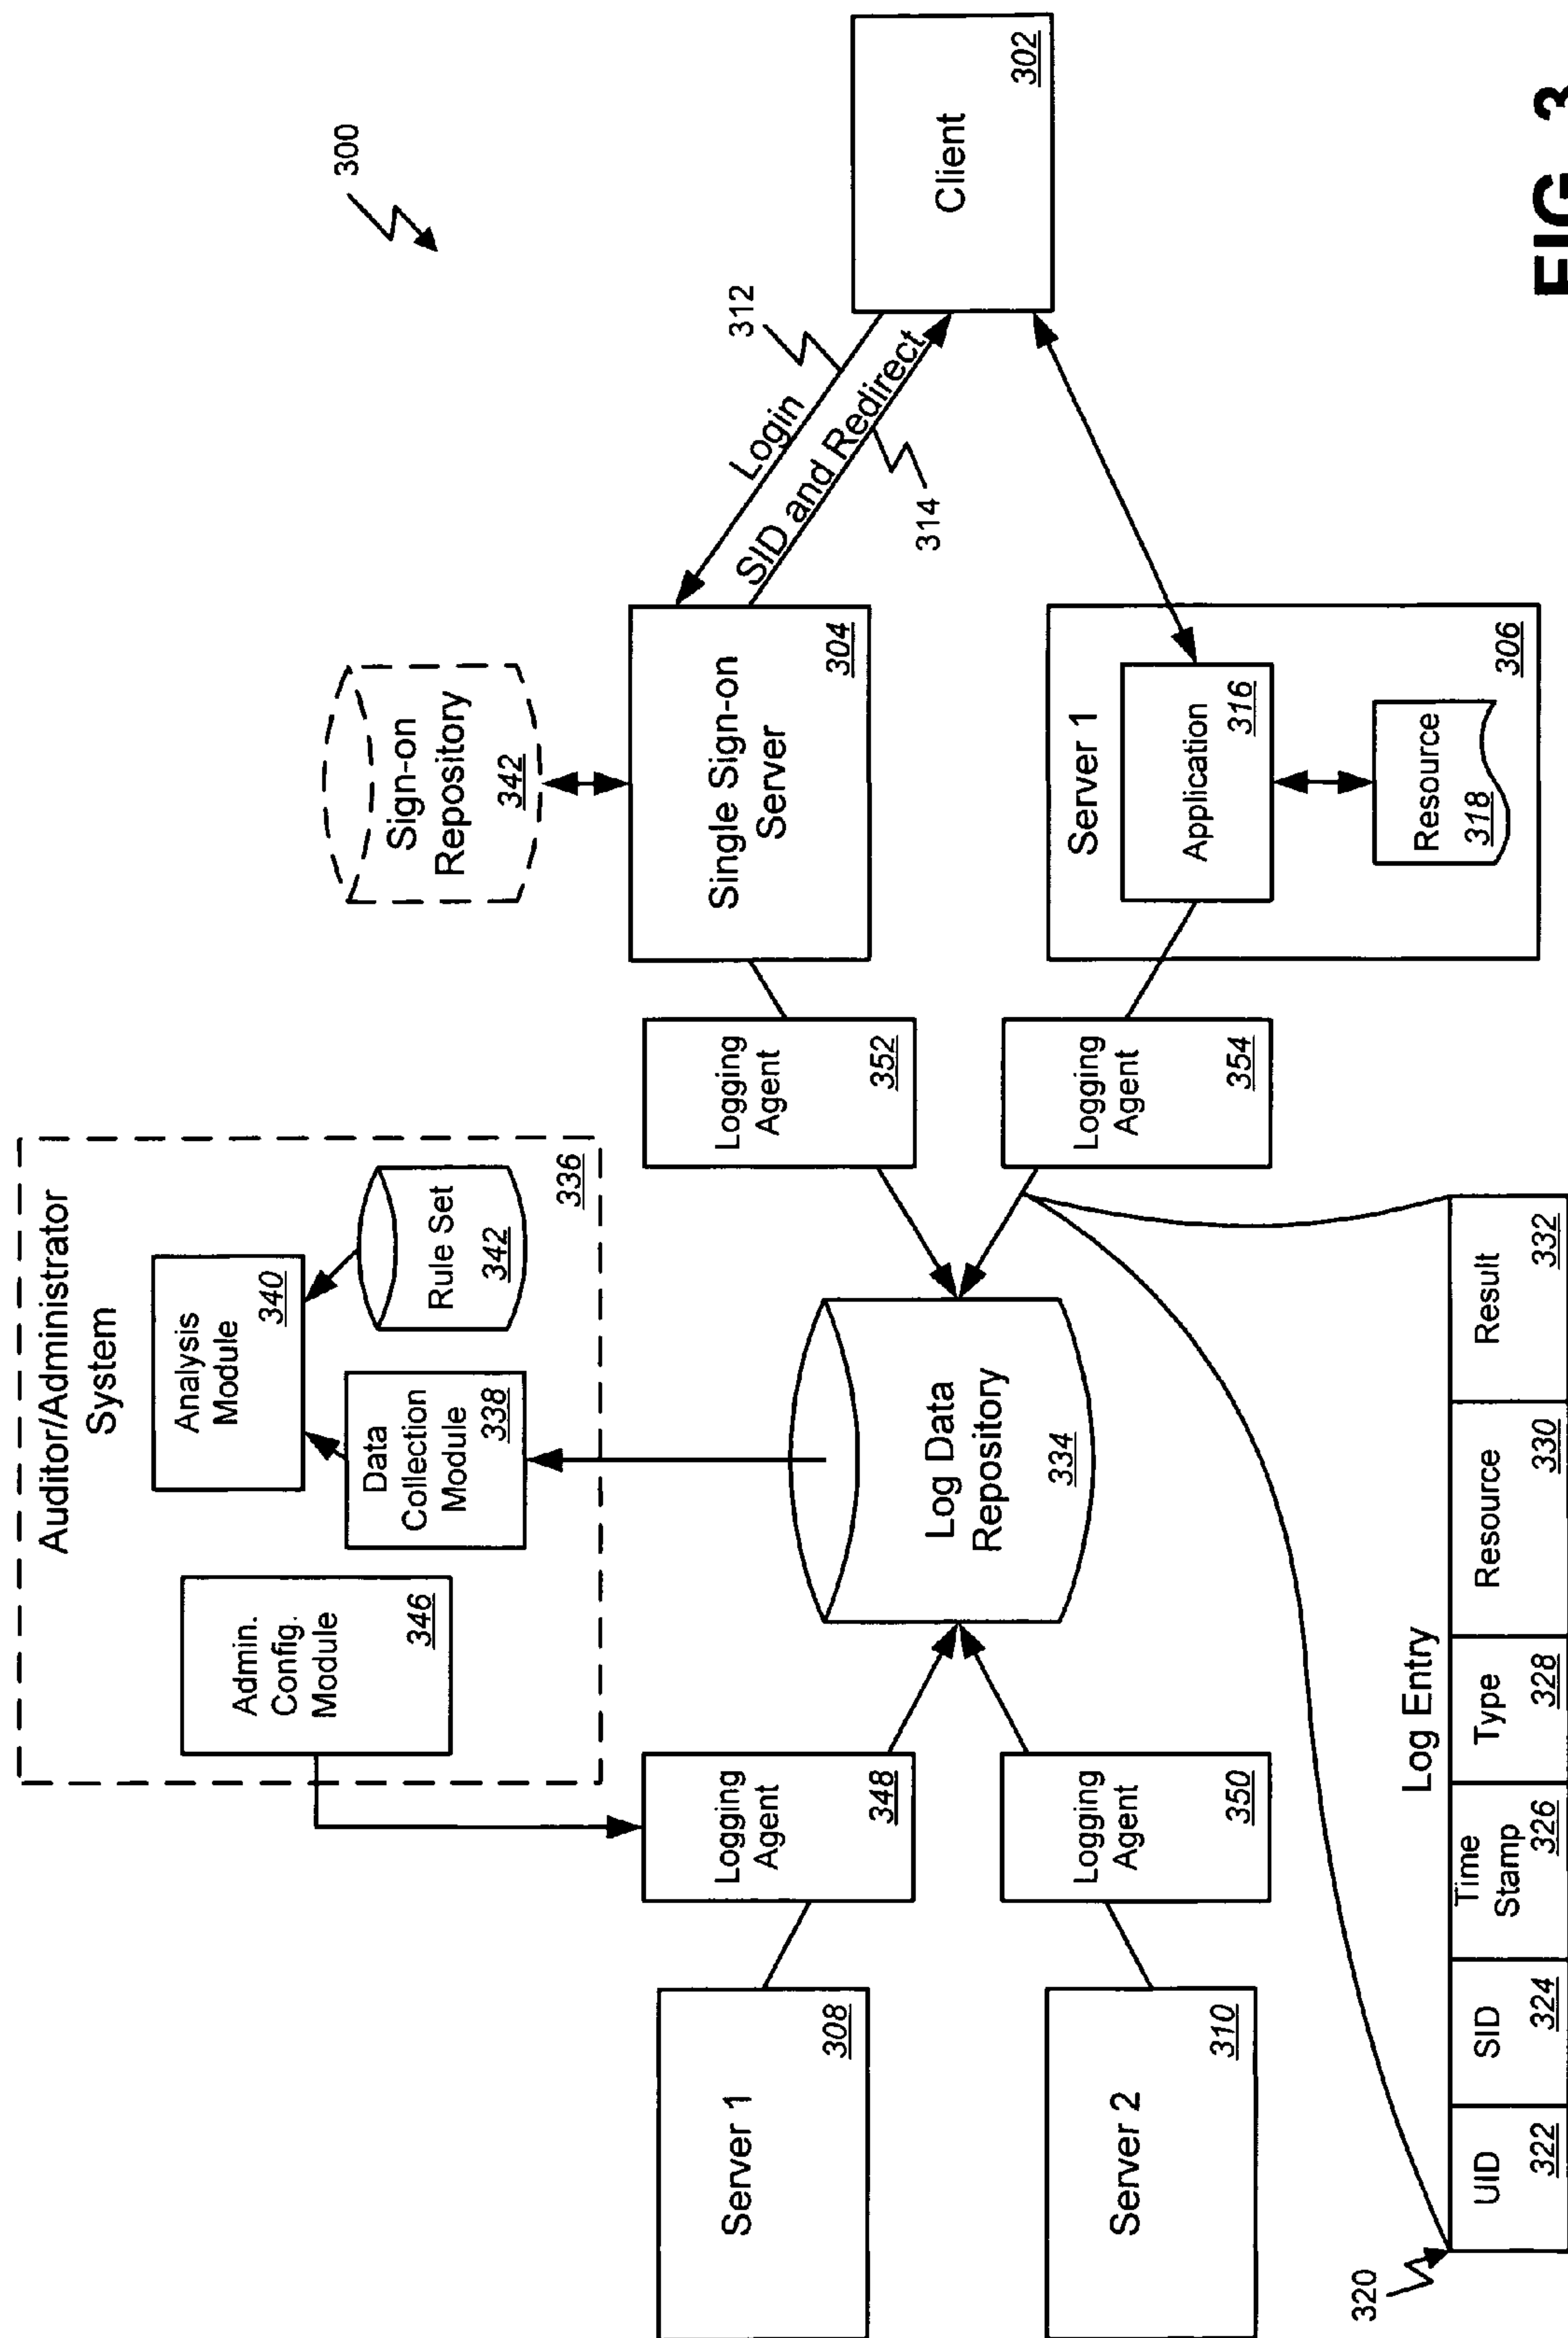 300
Auditor/Administrator
System
Admin.
Config.
Module
346
Analysis
Module
340
Data
Collection
Module
338
Rule Set
342
336
Sign-on
Repository
342
Server 1
308
Logging
Agent
348
Log Data
Repository
334
Logging
Agent
352
Single Sign-on
Server
304
Login
312
SID and Redirect
314
Client
302
Server 2
310
Logging
Agent
350
Logging
Agent
354
Server 1
Application
316
Resource
318
306
320
Log Entry
UID
322
SID
324
Time
Stamp
326
Type
328
Resource
330
Result
332
FIG. 3